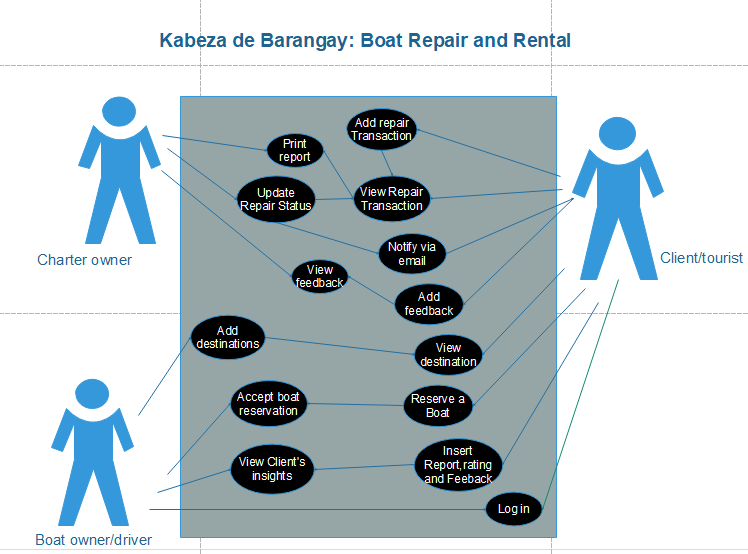 Kabeza de Barangay: Boat Repair and Rental
Add repair
Transaction
Print
report
Update
Repair Status
View Repair
Transaction
Notify via
email
Charter owner
Client/tourist
View
feedback
Add
feedback
Add
destinations
View
destination
Accept boat
reservation
Reserve a
Boat
View Client's
insights
Insert
Report,rating
and Feeback
Log in
Boat owner/driver